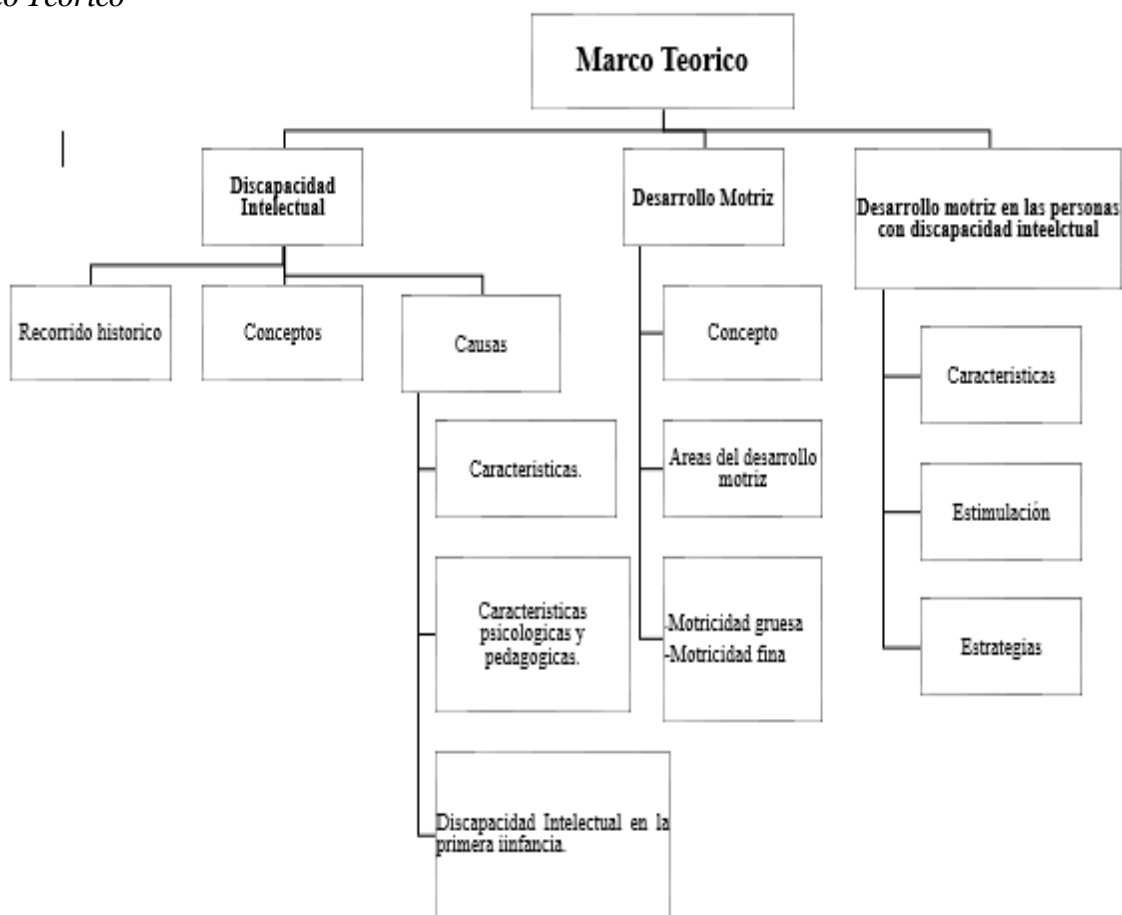 Marco Teorico
Discapacidad
Intelectual
Desarrollo Motriz
Desarrollo motriz en las personas
con discapacidad inteelctual
Recorrido historico
Conceptos
Causas
Caracteristicas.
Caracteristicas
psicologicas y
pedagogicas.
Discapacidad Intelectual en la
primera iinfancia.
Concepto
Areas del desarrollo
motriz
-Motricidad gruesa
-Motricidad fina
Caracteristicas
Estimulación
Estrategias